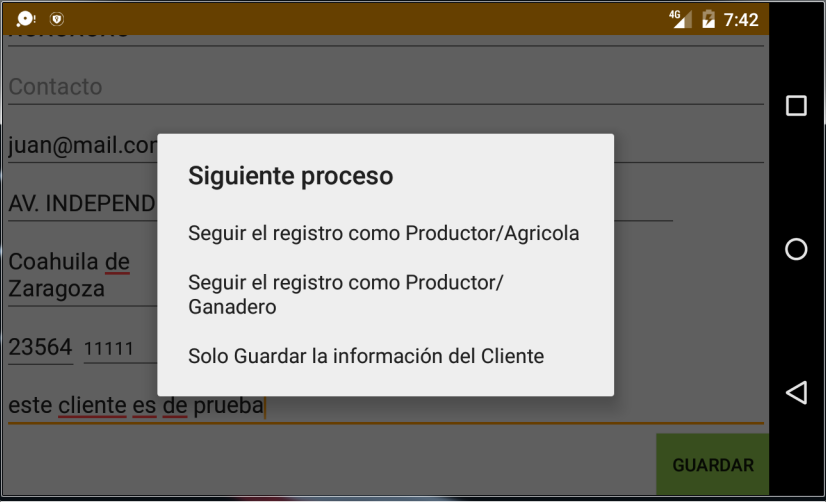 4G 7:42
Contacto
juan@mail.com
Siguiente proceso
AV. INDEPEND
Seguir el registro como Productor/Agricola
Coahuila de
Zaragoza
Seguir el registro como Productor/
Ganadero
23564 11111
Solo Guardar la información del Cliente
este cliente es de prueba
GUARDAR